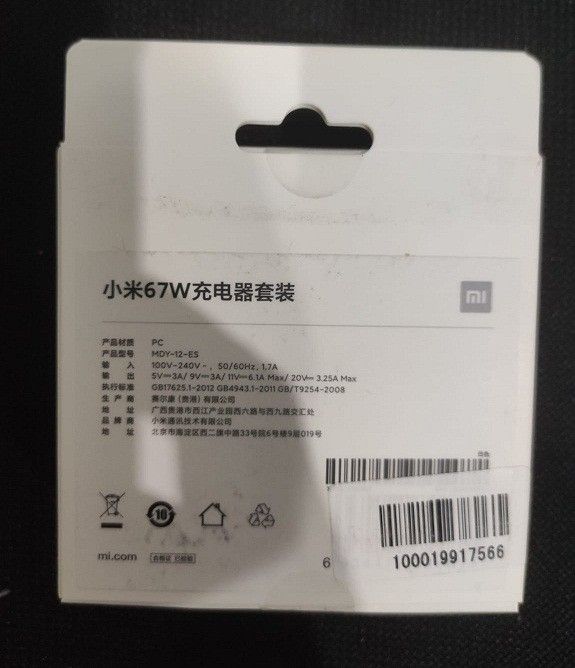 小米67W充电器套装
mi
产品材质 PC
产品型号 MDY-12-ES
输 入 100V-240V~, 50/60Hz, 1.7A
输 出 5V⎓3A/ 9V⎓3A/ 11V⎓6.1A Max/ 20V⎓ 3.25A Max
执行标准 GB17625.1-2012 GB4943.1-2011 GB/T9254-2008
生 产 商 赛尔康 (贵港) 有限公司
地 址 广西贵港市西江产业园西六路与西九路交汇处
品 牌 商 小米通讯技术有限公司
地 址 北京市海淀区西二旗中路33号院6号楼9层019号
白色
10
mi.com 合格证 已检验
6
100019917566